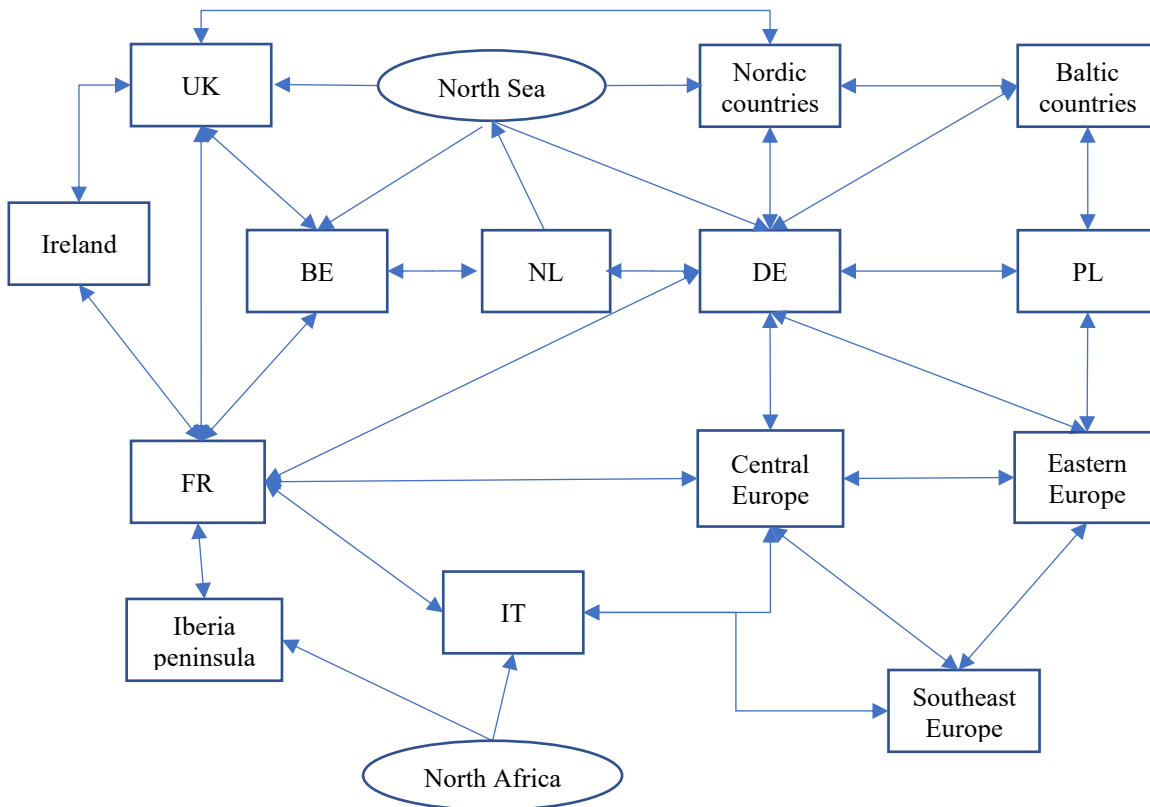 UK
North Sea
Nordic
countries
Baltic
countries
Ireland
BE
NL
DE
PL
FR
Central
Europe
Eastern
Europe
Iberia
peninsula
IT
Southeast
Europe
North Africa